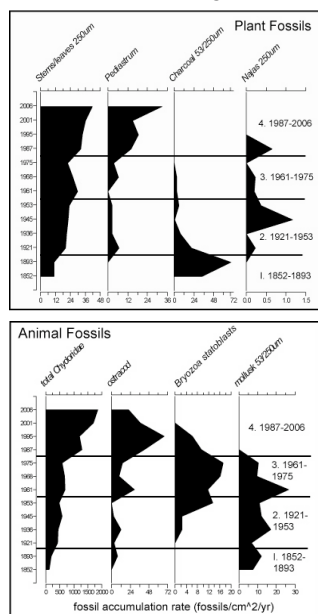 Plant Fossils
Stems/leaves 250um
Pediastrum
Charcoal 53/250um
Najas 250um
2006
2001
1995
1987
1975
1968
1961
1953
1945
1936
1921
1893
1852
4. 1987-2006
3. 1961-1975
2. 1921-1953
I. 1852-1893
0 12 24 36 48
0 12 24 36
0 24 48 72
0.0 0.5 1.0 1.5
Animal Fossils
total Chydoridae
ostracod
Bryozoa statoblasts
mollusk 53/250um
2006
2001
1995
1987
1975
1968
1961
1953
1945
1936
1921
1893
1852
4. 1987-2006
3. 1961-
1975
2. 1921-
1953
I. 1852-
1893
0 500 1000 1500 2000
0 24 48 72
0 4 8 12 16 20
0 10 20 30
fossil accumulation rate (fossils/cm^2/yr)